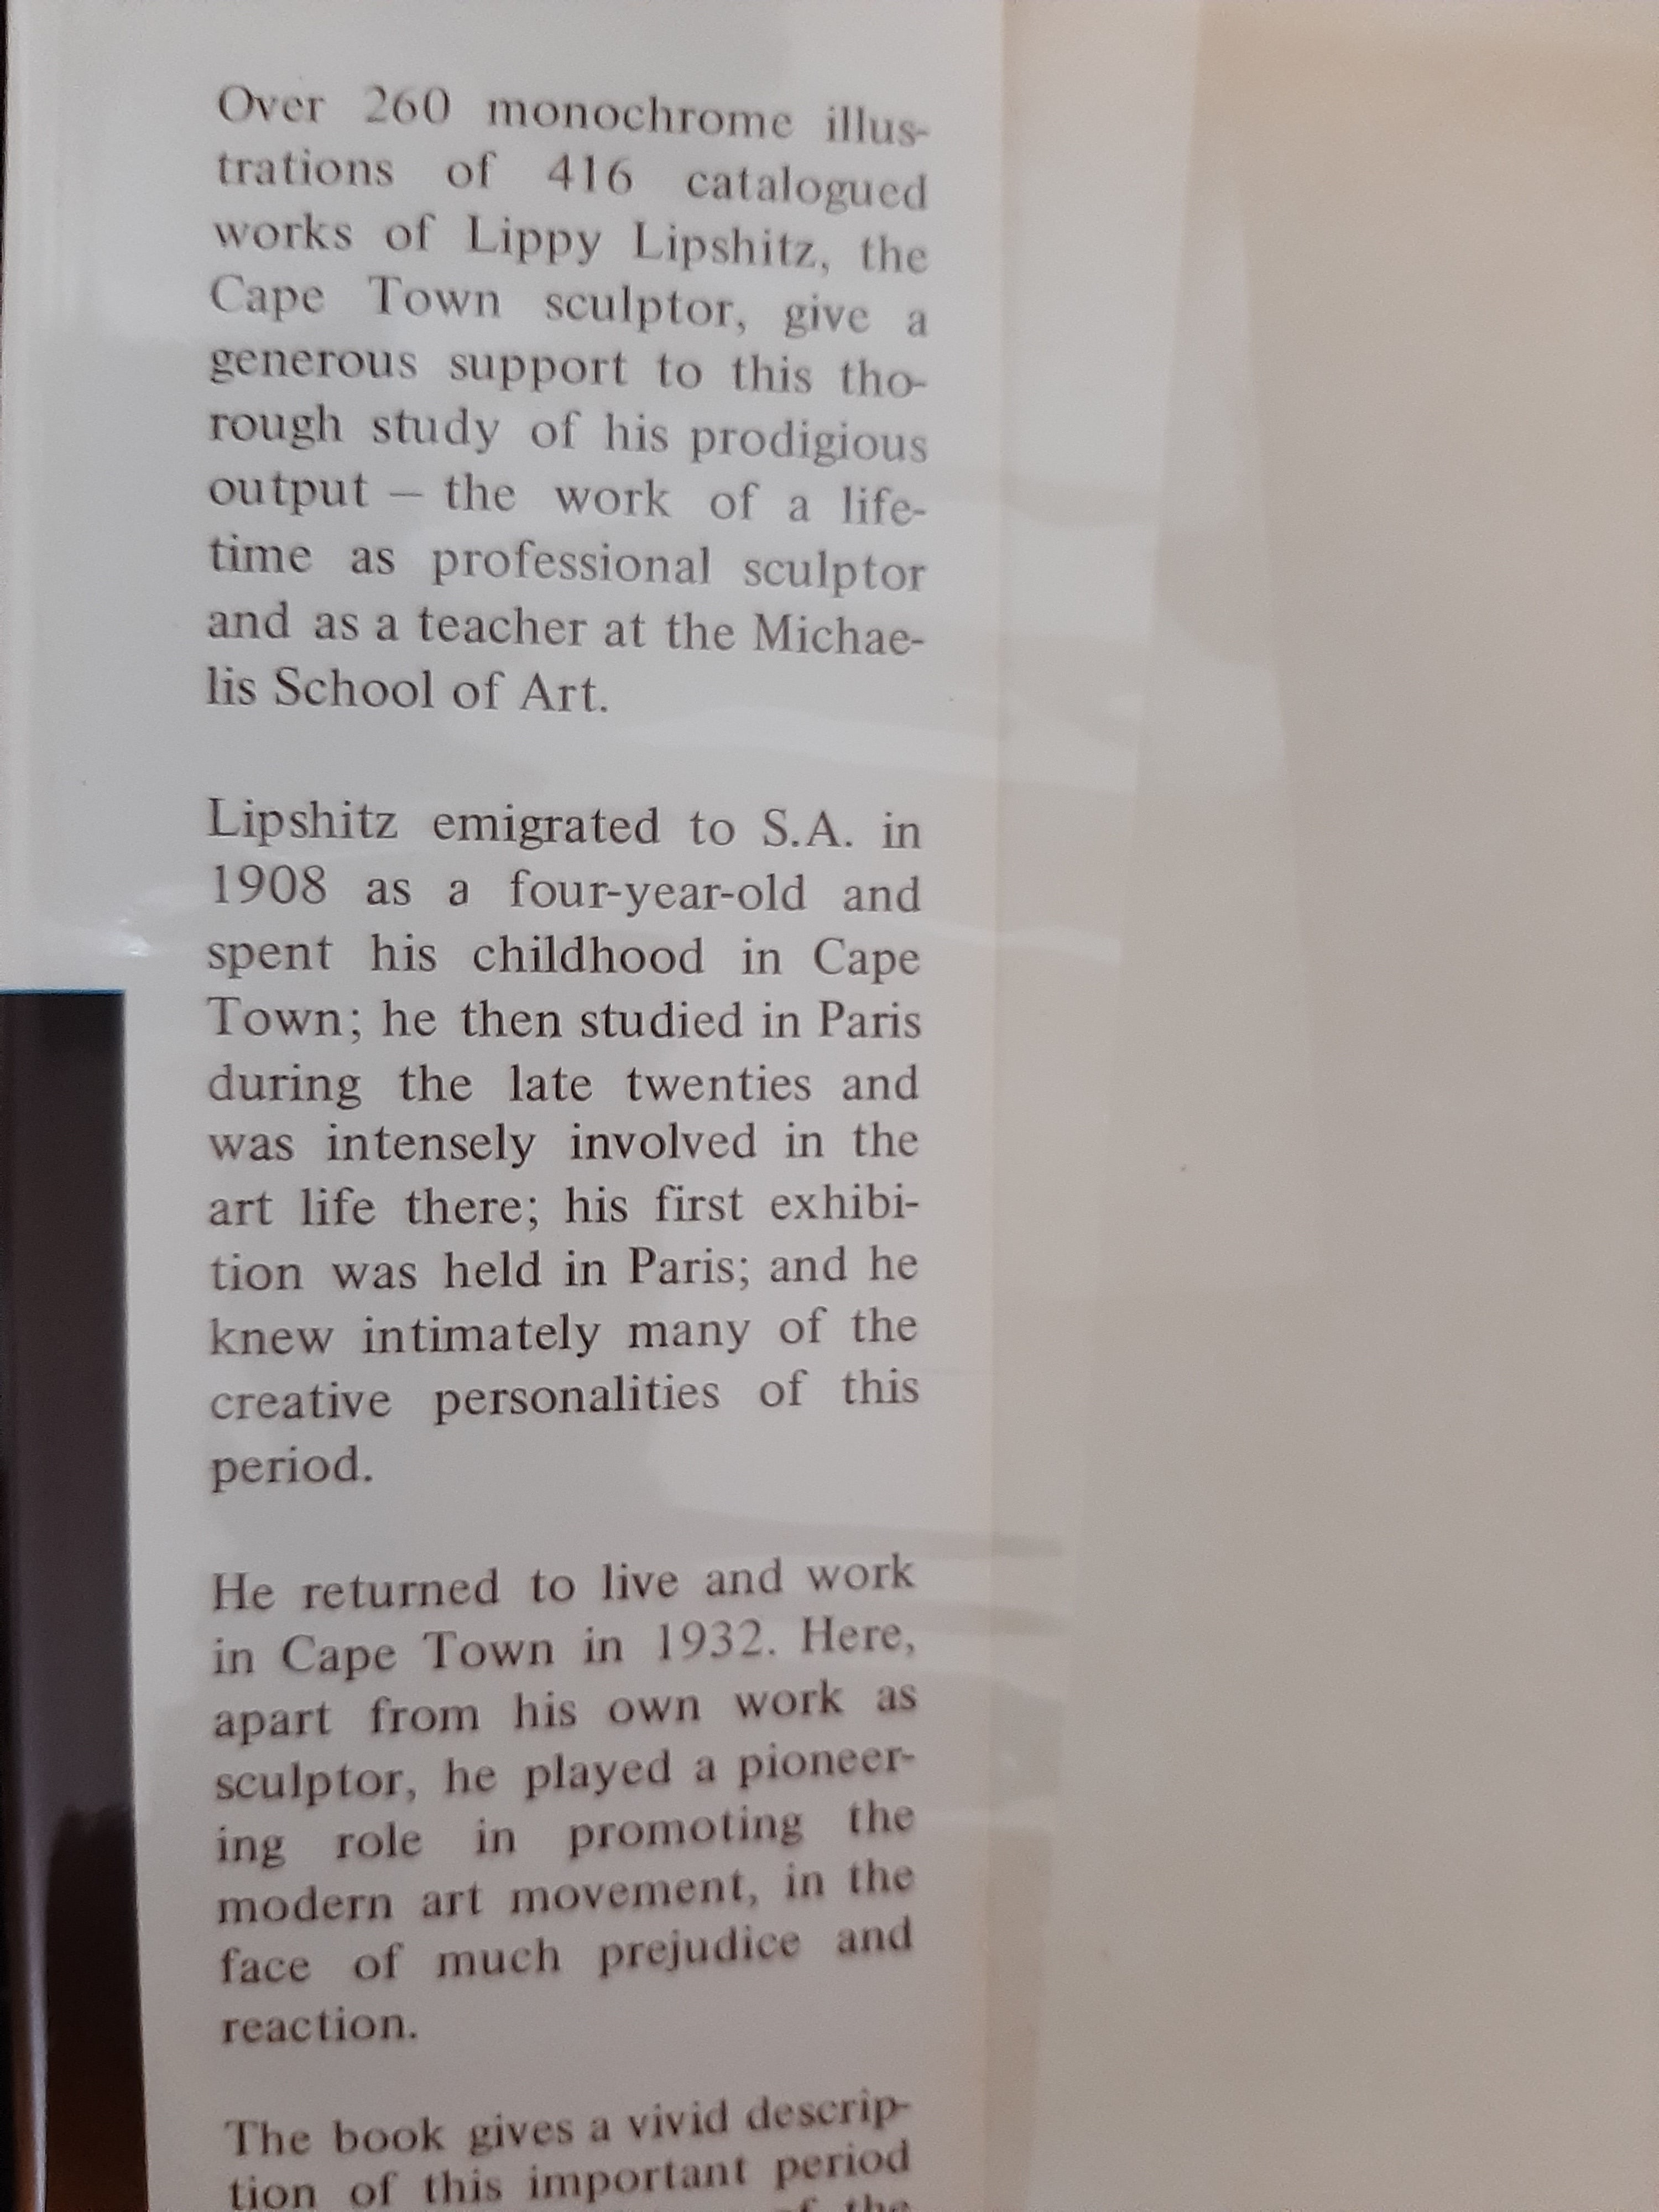 Over 260 monochrome illus-
trations of 416 catalogued
works of Lippy Lipshitz, the
Cape Town sculptor, give a
generous support to this tho-
rough study of his prodigious
output – the work of a life-
time as professional sculptor
and as a teacher at the Michae-
lis School of Art.
Lipshitz emigrated to S.A. in
1908 as a four-year-old and
spent his childhood in Cape
Town; he then studied in Paris
during the late twenties and
was intensely involved in the
art life there; his first exhibi-
tion was held in Paris; and he
knew intimately many of the
creative personalities of this
period.
He returned to live and work
in Cape Town in 1932. Here,
apart from his own work as
sculptor, he played a pioneer-
ing role in promoting the
modern art movement, in the
face of much prejudice and
reaction.
The book gives a vivid descrip-
tion of this important period
of the